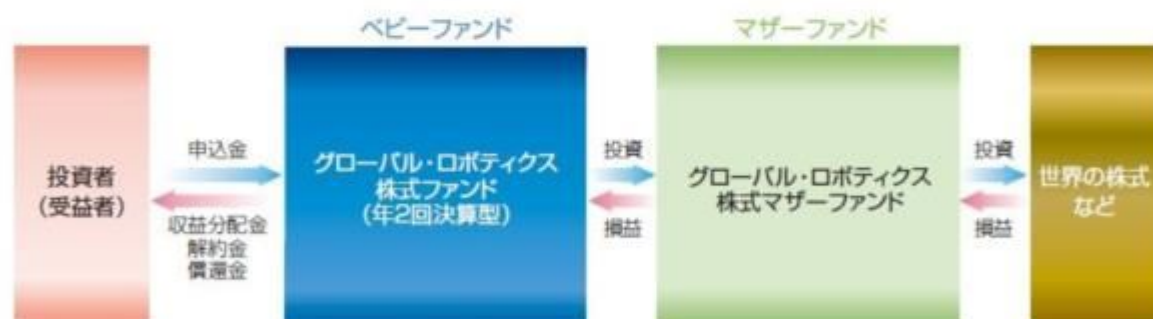 ベビーファンド
マザーファンド
投資者
(受益者)
申込金
収益分配金
解約金
償還金
グローバル・ロボティクス
株式ファンド
(年2回決算型)
投資
損益
グローバル・ロボティクス
株式マザーファンド
投資
損益
世界の株式
など